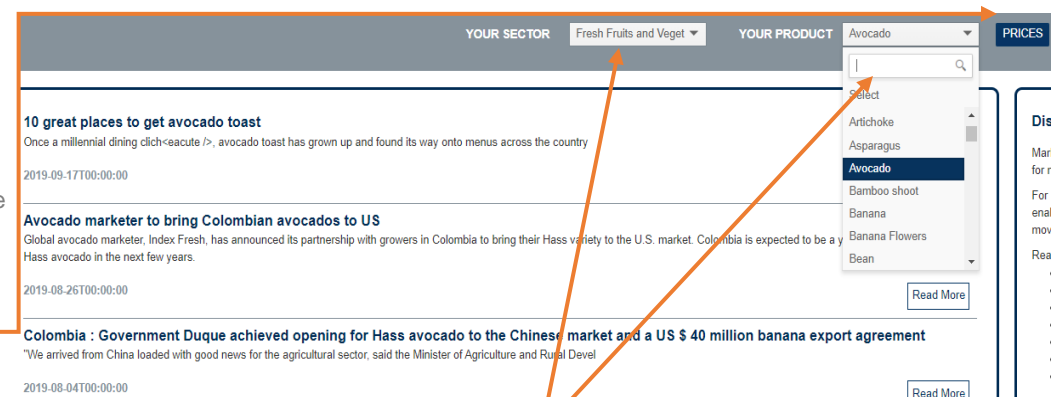 YOUR SECTOR Fresh Fruits and Veget YOUR PRODUCT Avocado PRICES
Select
Artichoke
Asparagus
Avocado
Bamboo shoot
Banana
Banana Flowers
Bean
10 great places to get avocado toast
Once a millennial dining clich<eacute />, avocado toast has grown up and found its way onto menus across the country
2019-09-17T00:00:00
Avocado marketer to bring Colombian avocados to US
Global avocado marketer, Index Fresh, has announced its partnership with growers in Colombia to bring their Hass variety to the U.S. market. Colombia is expected to be a y
Hass avocado in the next few years.
2019-08-26T00:00:00
Read More
Colombia : Government Duque achieved opening for Hass avocado to the Chinese market and a US $ 40 million banana export agreement
"We arrived from China loaded with good news for the agricultural sector, said the Minister of Agriculture and Rural Devel
2019-08-04T00:00:00
Read More
e
Dis
Mar
for
For
enal
mov
Rea